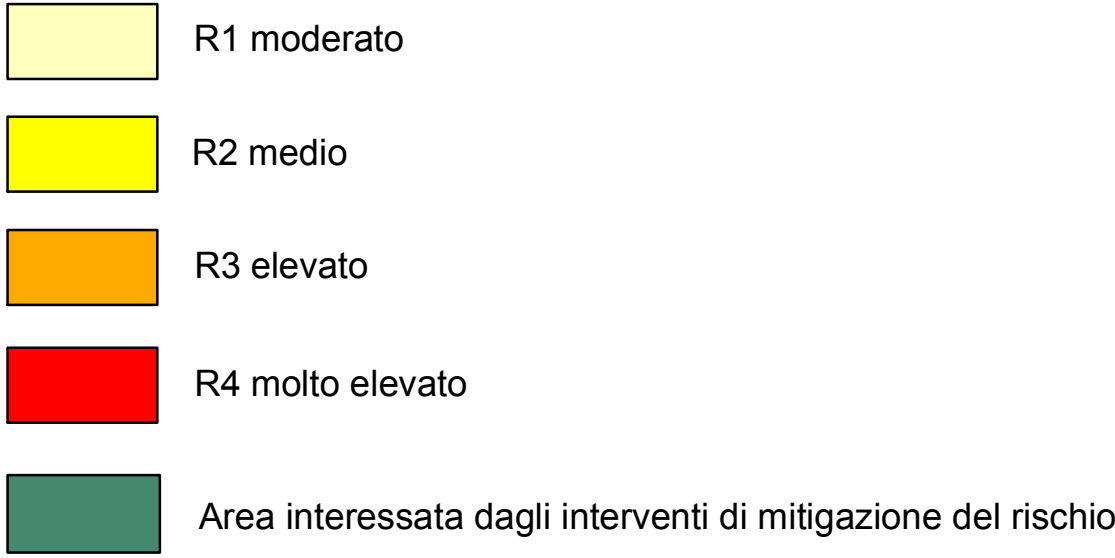 R1 moderato
R2 medio
R3 elevato
R4 molto elevato
Area interessata dagli interventi di mitigazione del rischio